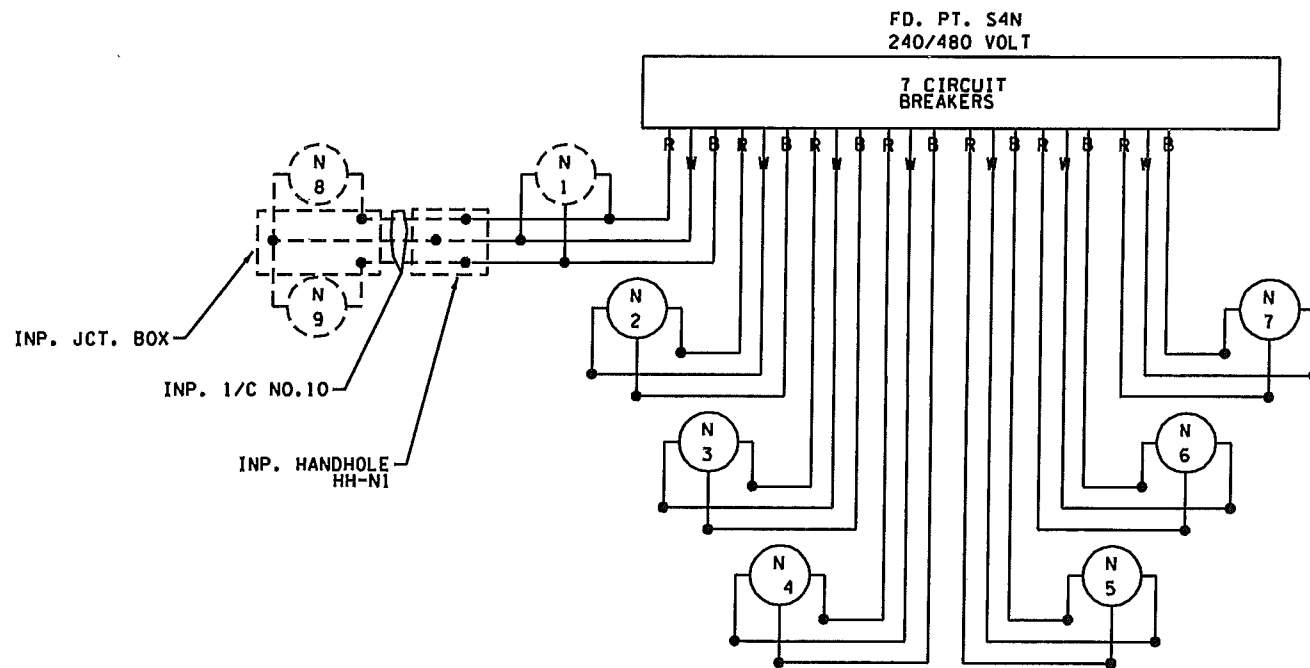 FD. PT. S4N
240/480 VOLT
7 CIRCUIT
BREAKERS
R W B R W B R W B R W B R W B R W B R W B
N
8
N
1
N
9
INP. JCT. BOX
INP. 1/C NO.10
INP. HANDHOLE
HH-N1
N
2
N
7
N
3
N
6
N
4
N
5